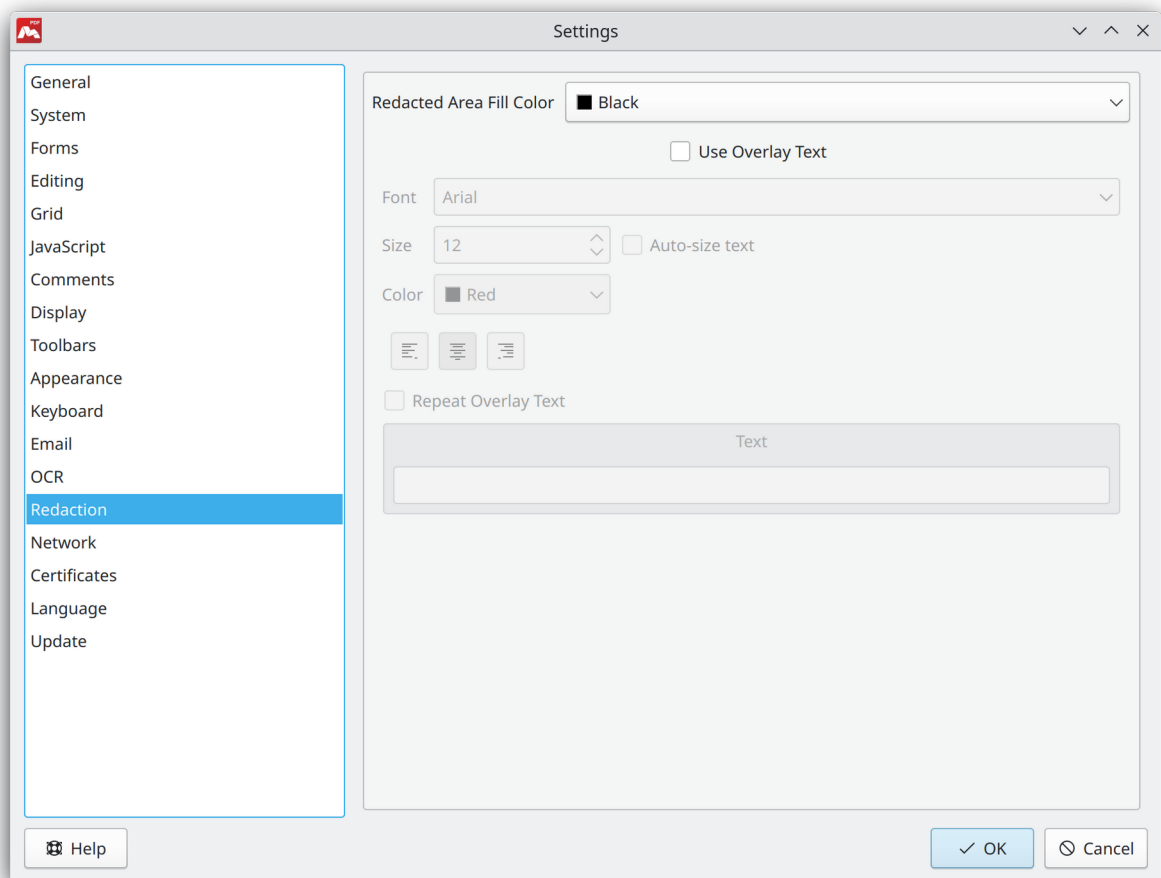 PDF
Settings
General
System
Forms
Editing
Grid
JavaScript
Comments
Display
Toolbars
Appearance
Keyboard
Email
OCR
Redaction
Network
Certificates
Language
Update
Redacted Area Fill Color Black
Use Overlay Text
Font Arial
Size 12 Auto-size text
Color Red
Repeat Overlay Text
Text
Help OK Cancel